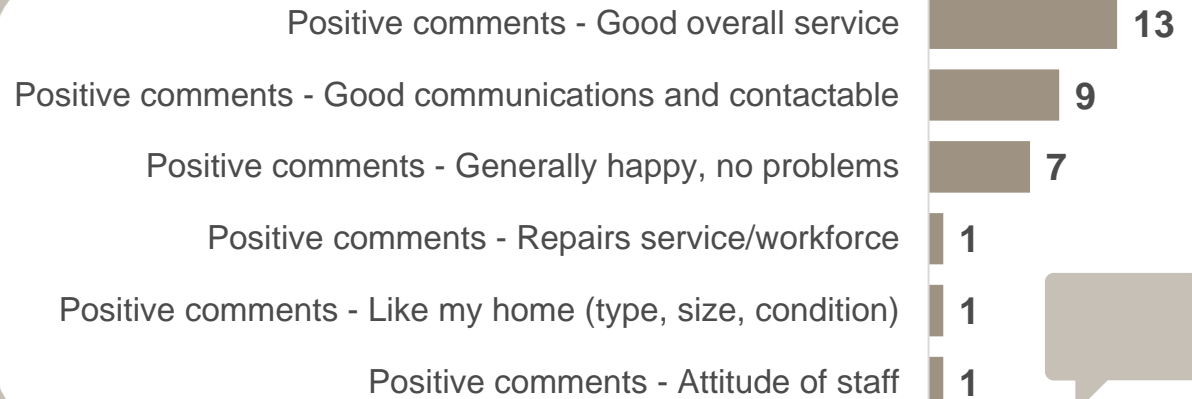 Positive comments - Good overall service 13
Positive comments - Good communications and contactable 9
Positive comments - Generally happy, no problems 7
Positive comments - Repairs service/workforce 1
Positive comments - Like my home (type, size, condition) 1
Positive comments - Attitude of staff 1